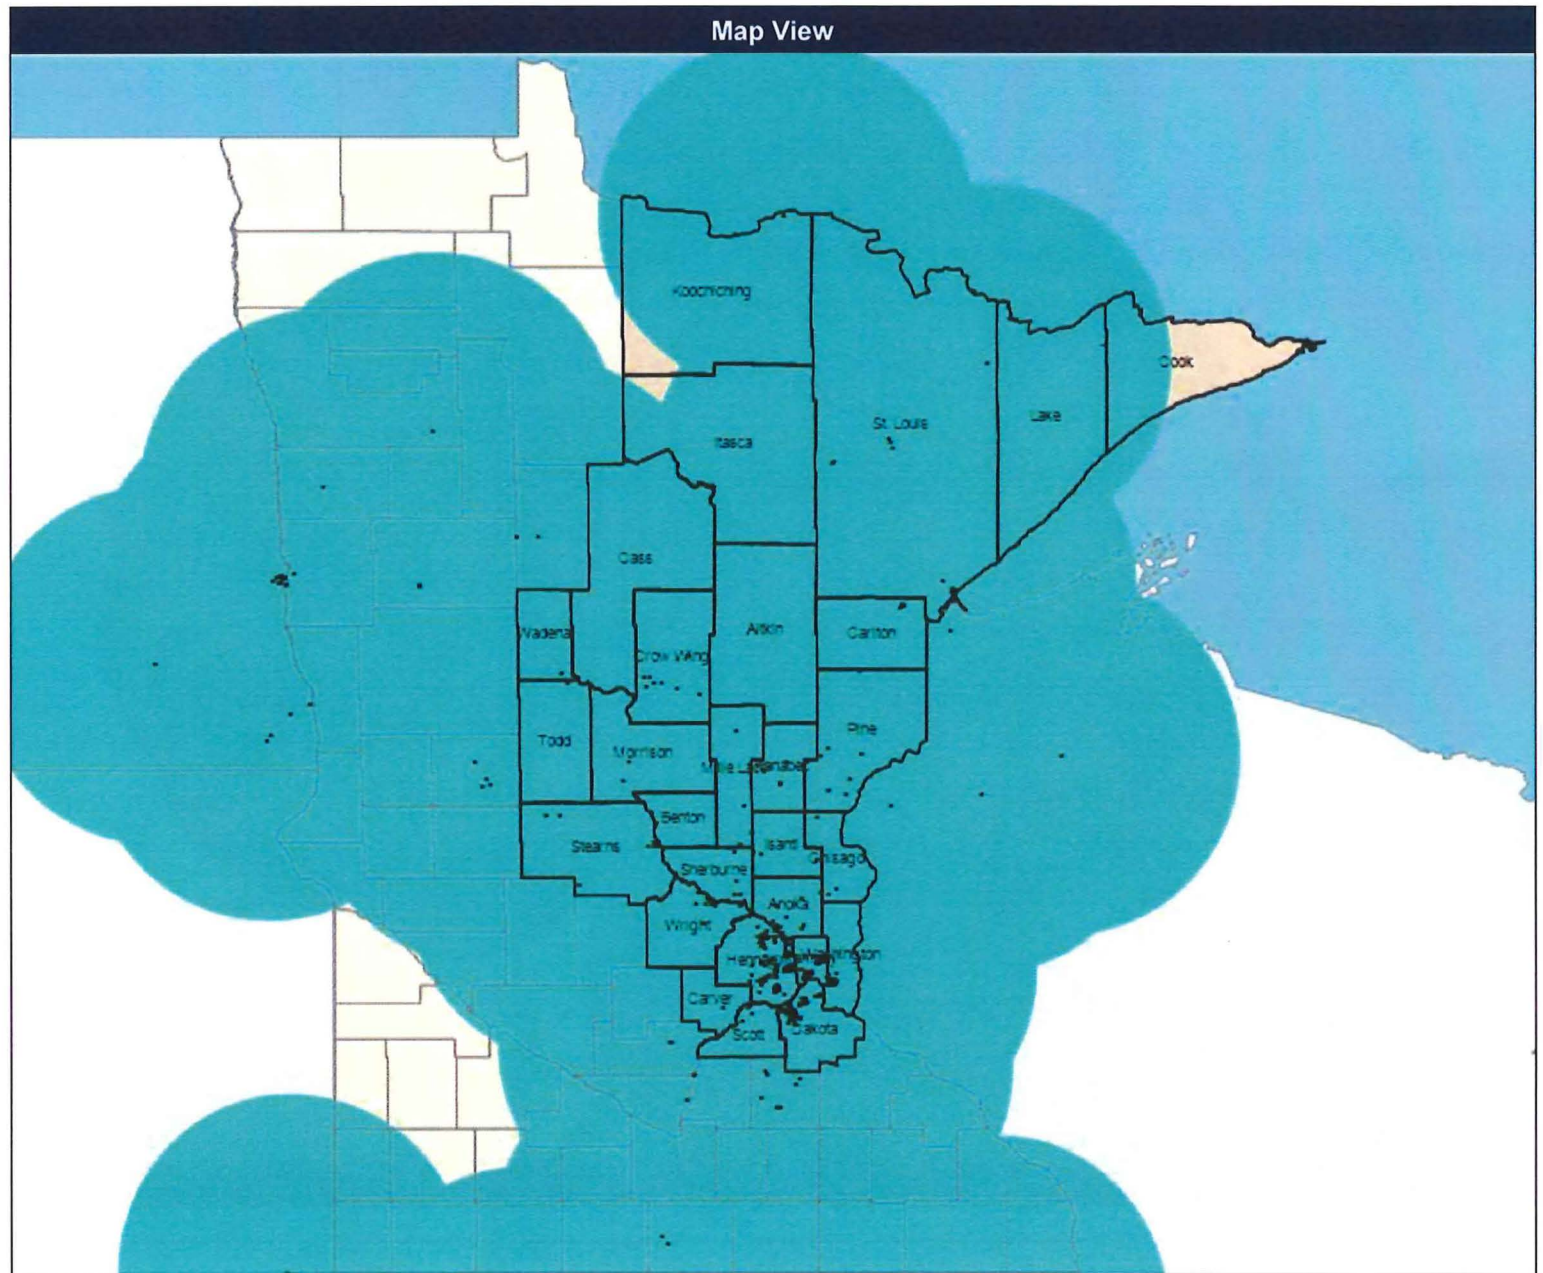 Map View
Koochiching
Cook
Itasca
St. Louis
Lake
Cass
Wadena
Crow Wing
Aitkin
Carlton
Todd
Morrison
Pine
Benton
Stearns
Isanti
Chisago
Sherburne
Anoka
Wright
Washington
Carver
Scott
Dakota